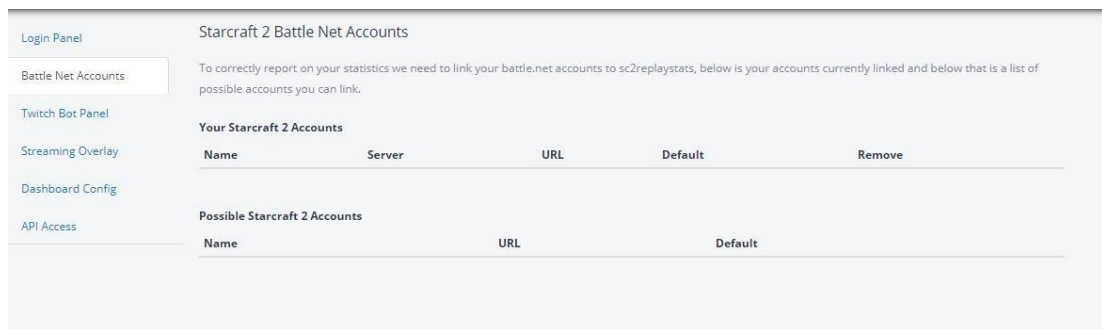 Login Panel
Battle Net Accounts
Twitch Bot Panel
Streaming Overlay
Dashboard Config
API Access
Starcraft 2 Battle Net Accounts
To correctly report on your statistics we need to link your battle.net accounts to sc2replaystats, below is your accounts currently linked and below that is a list of
possible accounts you can link.
Your Starcraft 2 Accounts
Name Server URL Default Remove
Possible Starcraft 2 Accounts
Name URL Default